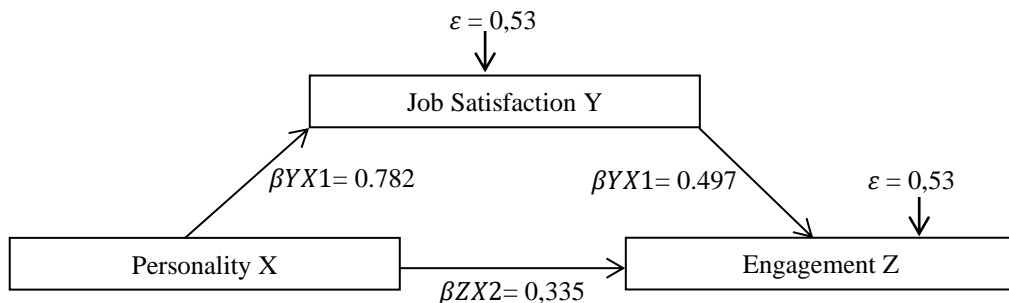 ε = 0,53
Job Satisfaction Y
βYX1= 0.782
βYX1= 0.497
ε = 0,53
Personality X
Engagement Z
βZX2= 0,335